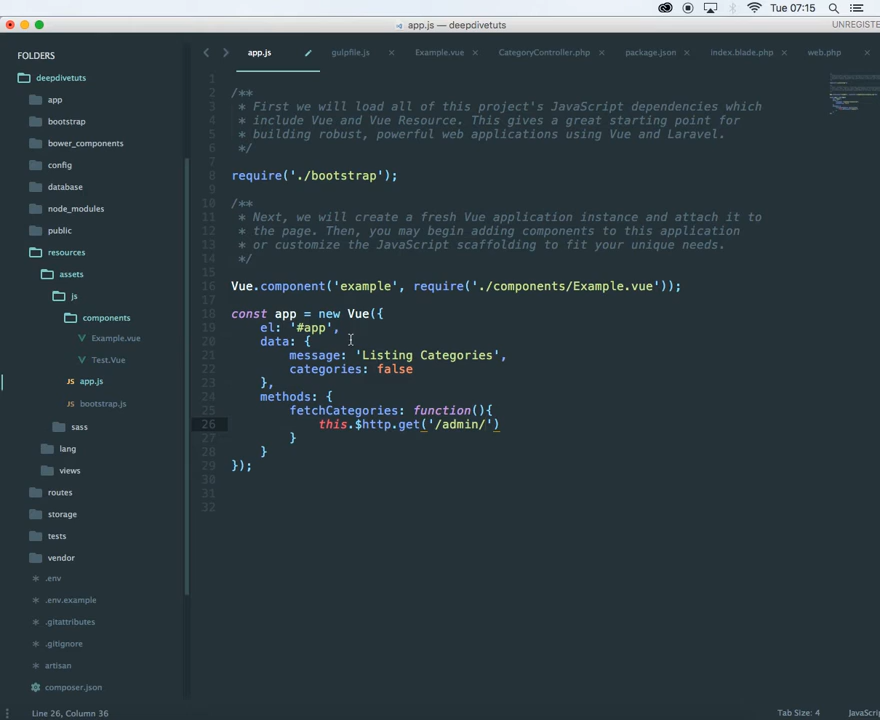 Tue 07:15
app.js — deepdivetuts
UNREGISTE
FOLDERS
deepdivetuts
app
bootstrap
bower_components
config
database
node_modules
public
resources
assets
js
components
Example.vue
Test.Vue
app.js
bootstrap.js
sass
lang
views
routes
storage
tests
vendor
.env
.env.example
.gitattributes
.gitignore
artisan
composer.json
app.js
gulpfile.js
Example.vue
CategoryController.php
package.json
index.blade.php
web.php
1
2 /**
3  * First we will load all of this project's JavaScript dependencies which
4  * include Vue and Vue Resource. This gives a great starting point for
5  * building robust, powerful web applications using Vue and Laravel.
6  */
7
8 require('./bootstrap');
9
10 /**
11  * Next, we will create a fresh Vue application instance and attach it to
12  * the page. Then, you may begin adding components to this application
13  * or customize the JavaScript scaffolding to fit your unique needs.
14  */
15
16 Vue.component('example', require('./components/Example.vue'));
17
18 const app = new Vue({
19     el: '#app',
20     data: {
21         message: 'Listing Categories',
22         categories: false
23     },
24     methods: {
25         fetchCategories: function(){
26             this.$http.get('/admin/')
27         }
28     }
29 });
30
31
32
Line 26, Column 36
Tab Size: 4
JavaScri